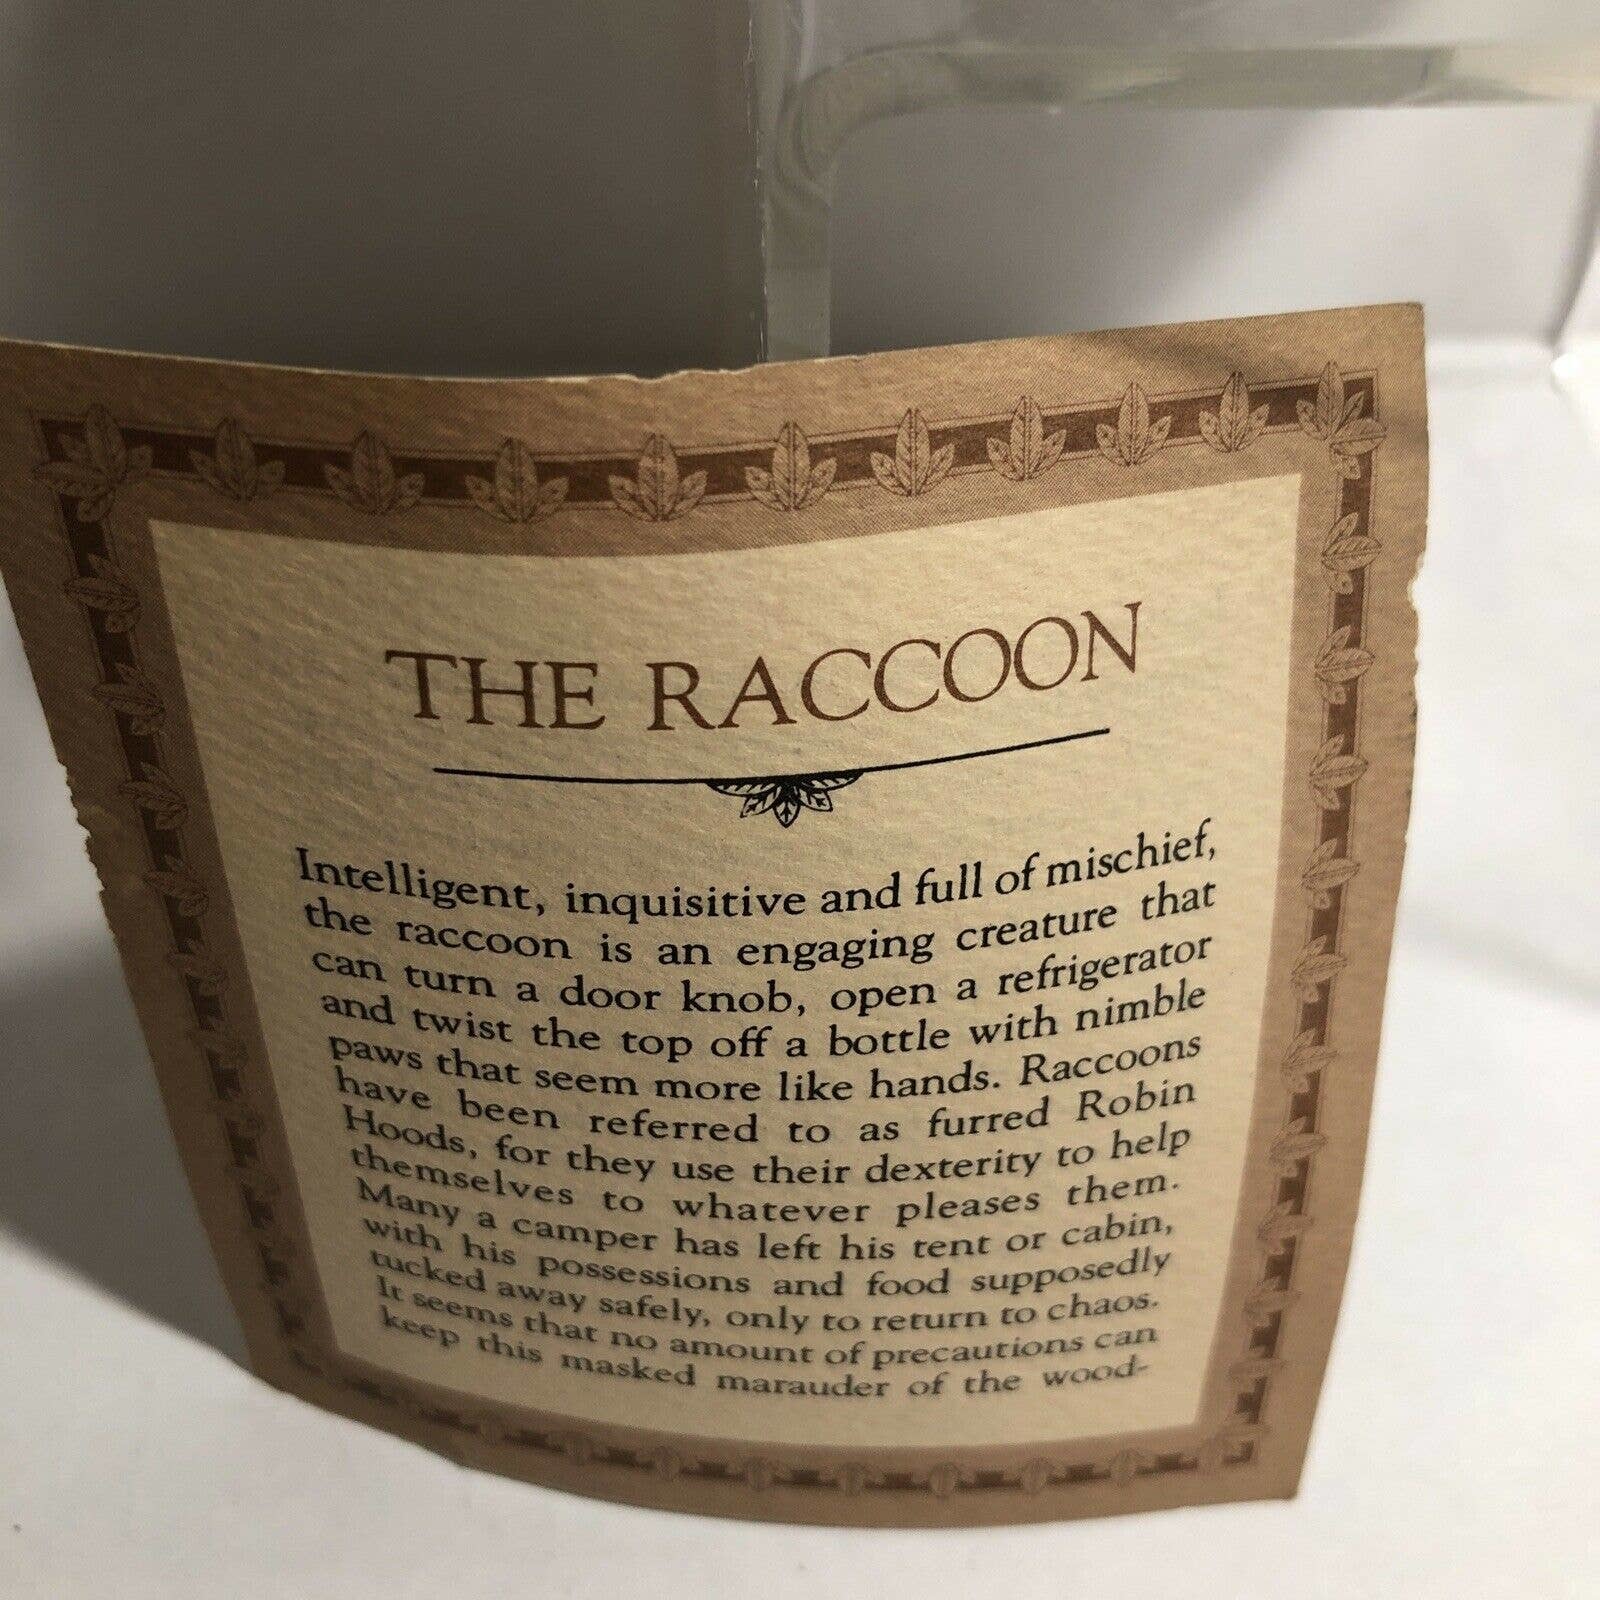 THE RACCOON
Intelligent, inquisitive and full of mischief,
the raccoon is an engaging creature that
can turn a door knob, open a refrigerator
and twist the top off a bottle with nimble
paws that seem more like hands. Raccoons
have been referred to as furred Robin
Hoods, for they use their dexterity to help
themselves to whatever pleases them.
Many a camper has left his tent or cabin,
with his possessions and food supposedly
tucked away safely, only to return to chaos.
It seems that no amount of precautions can
keep this masked marauder of the wood-